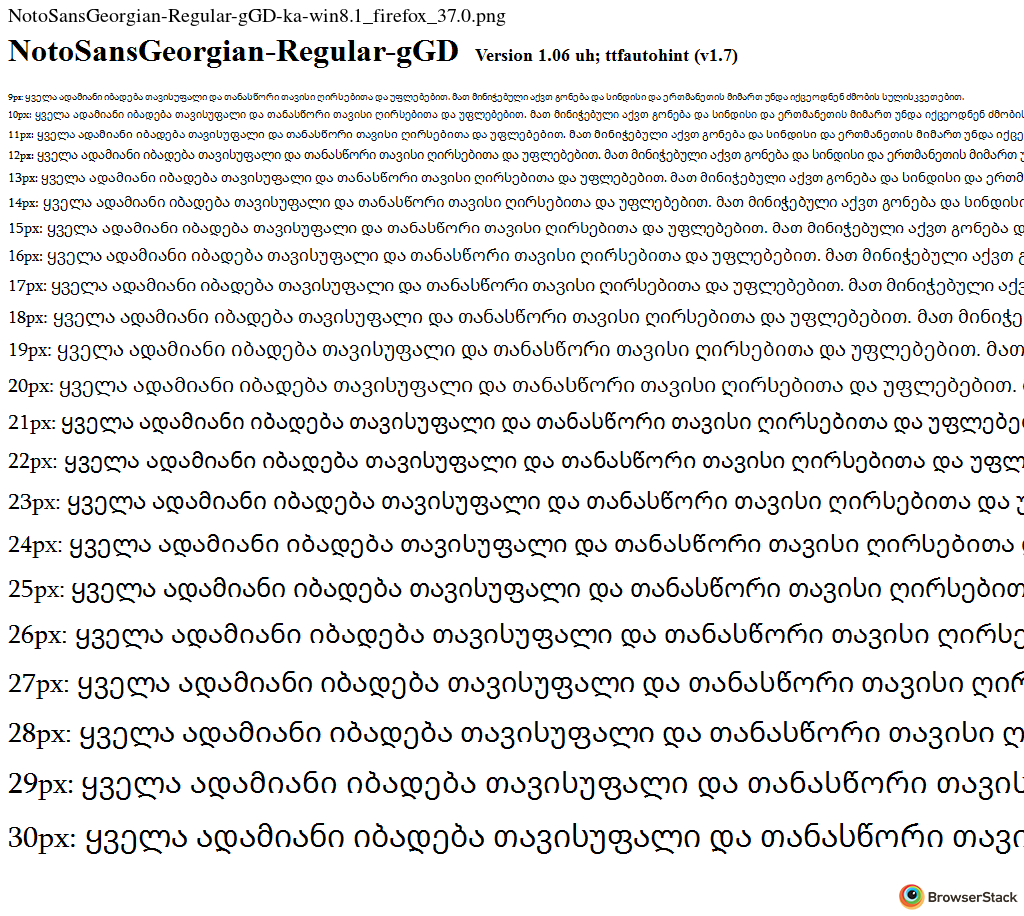 NotoSansGeorgian-Regular-gGD-ka-win8.1_firefox_37.0.png
NotoSansGeorgian-Regular-gGD Version 1.06 uh; ttfautohint (v1.7)
9px: ყველა ადამიანი იბადება თავისუფალი და თანასწორი თავისი ღირსებითა და უფლებებით. მათ მინიჭებული აქვთ გონება და სინდისი და ერთმანეთის მიმართ უნდა იქცეოდნენ ძმობის სულისკვეთებით.
10px: ყველა ადამიანი იბადება თავისუფალი და თანასწორი თავისი ღირსებითა და უფლებებით. მათ მინიჭებული აქვთ გონება და სინდისი და ერთმანეთის მიმართ უნდა იქცეოდნენ ძმობის
11px: ყველა ადამიანი იბადება თავისუფალი და თანასწორი თავისი ღირსებითა და უფლებებით. მათ მინიჭებული აქვთ გონება და სინდისი და ერთმანეთის მიმართ უნდა იქცე
12px: ყველა ადამიანი იბადება თავისუფალი და თანასწორი თავისი ღირსებითა და უფლებებით. მათ მინიჭებული აქვთ გონება და სინდისი და ერთმანეთის მიმართ
13px: ყველა ადამიანი იბადება თავისუფალი და თანასწორი თავისი ღირსებითა და უფლებებით. მათ მინიჭებული აქვთ გონება და სინდისი და ერთმ
14px: ყველა ადამიანი იბადება თავისუფალი და თანასწორი თავისი ღირსებითა და უფლებებით. მათ მინიჭებული აქვთ გონება და სინდისი
15px: ყველა ადამიანი იბადება თავისუფალი და თანასწორი თავისი ღირსებითა და უფლებებით. მათ მინიჭებული აქვთ გონება და
16px: ყველა ადამიანი იბადება თავისუფალი და თანასწორი თავისი ღირსებითა და უფლებებით. მათ მინიჭებული აქვთ
17px: ყველა ადამიანი იბადება თავისუფალი და თანასწორი თავისი ღირსებითა და უფლებებით. მათ მინიჭებული აქვ
18px: ყველა ადამიანი იბადება თავისუფალი და თანასწორი თავისი ღირსებითა და უფლებებით. მათ მინიჭე
19px: ყველა ადამიანი იბადება თავისუფალი და თანასწორი თავისი ღირსებითა და უფლებებით. მათ
20px: ყველა ადამიანი იბადება თავისუფალი და თანასწორი თავისი ღირსებითა და უფლებებით.
21px: ყველა ადამიანი იბადება თავისუფალი და თანასწორი თავისი ღირსებითა და უფლებე
22px: ყველა ადამიანი იბადება თავისუფალი და თანასწორი თავისი ღირსებითა და უფლ
23px: ყველა ადამიანი იბადება თავისუფალი და თანასწორი თავისი ღირსებითა და
24px: ყველა ადამიანი იბადება თავისუფალი და თანასწორი თავისი ღირსებითა
25px: ყველა ადამიანი იბადება თავისუფალი და თანასწორი თავისი ღირსებით
26px: ყველა ადამიანი იბადება თავისუფალი და თანასწორი თავისი ღირსე
27px: ყველა ადამიანი იბადება თავისუფალი და თანასწორი თავისი ღირ
28px: ყველა ადამიანი იბადება თავისუფალი და თანასწორი თავისი ღ
29px: ყველა ადამიანი იბადება თავისუფალი და თანასწორი თავის
30px: ყველა ადამიანი იბადება თავისუფალი და თანასწორი თავი
BrowserStack